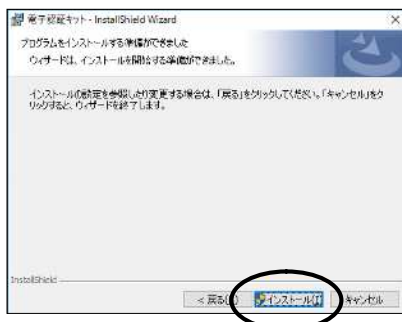 電子認証キット - InstallShield Wizard
プログラムをインストールする準備ができました
ウィザードは、インストールを開始する準備ができました。
インストールの設定を参照したり変更する場合は、「戻る」をクリックしてください。「キャンセル」をク
リックすると、ウィザードを終了します。
InstallShield
< 戻る(
インストール(I)
キャンセル